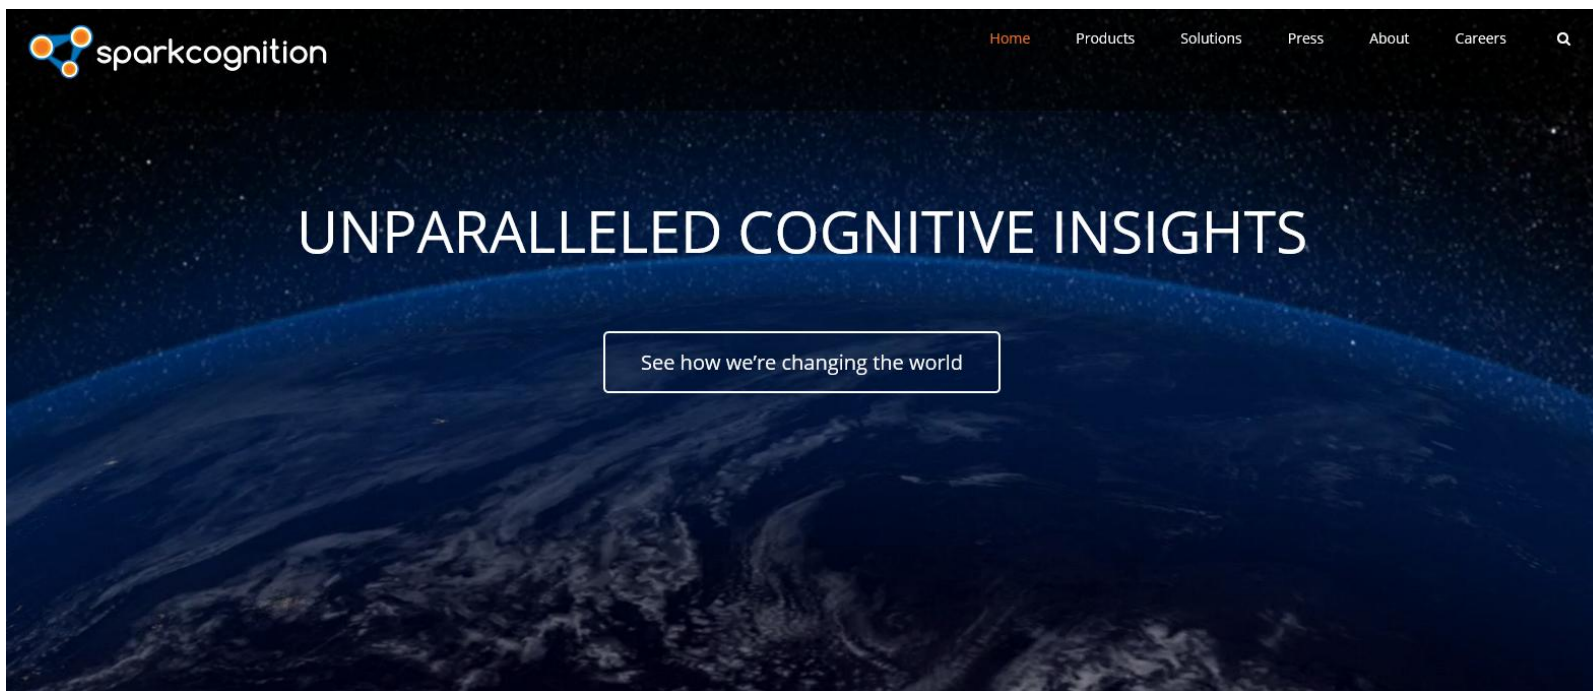 sparkcognition
Home Products Solutions Press About Careers
UNPARALLELED COGNITIVE INSIGHTS
See how we’re changing the world